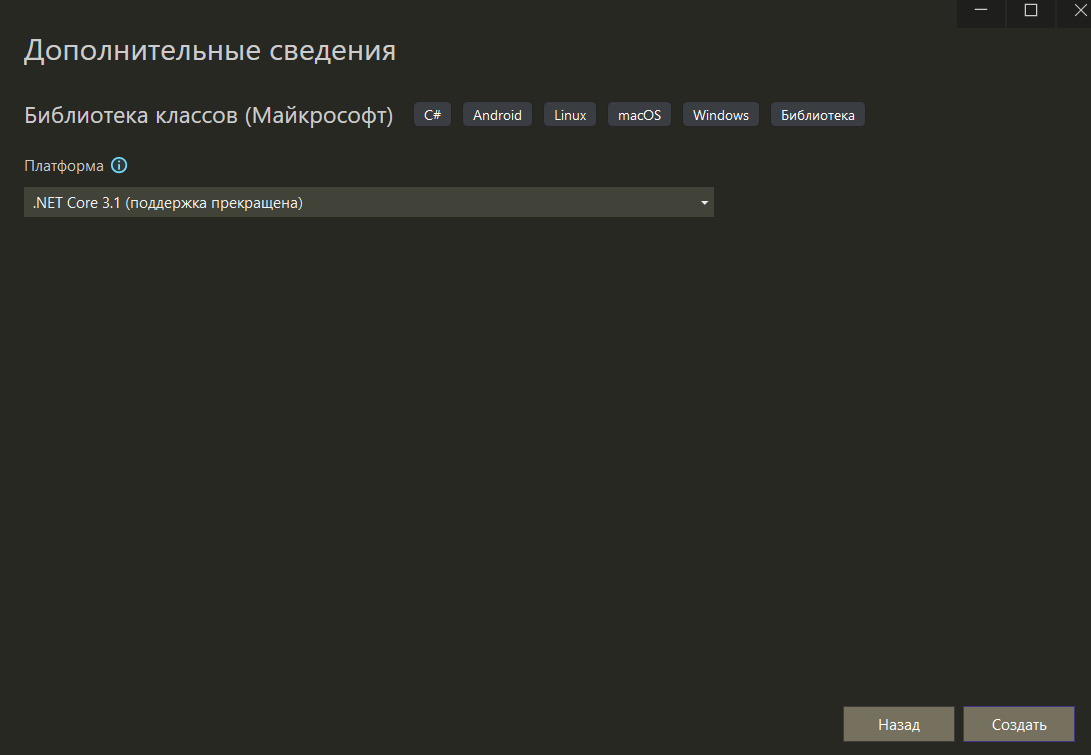 Дополнительные сведения
Библиотека классов (Майкрософт) C# Android Linux macOS Windows Библиотека
Платформа
.NET Core 3.1 (поддержка прекращена)
Назад Создать